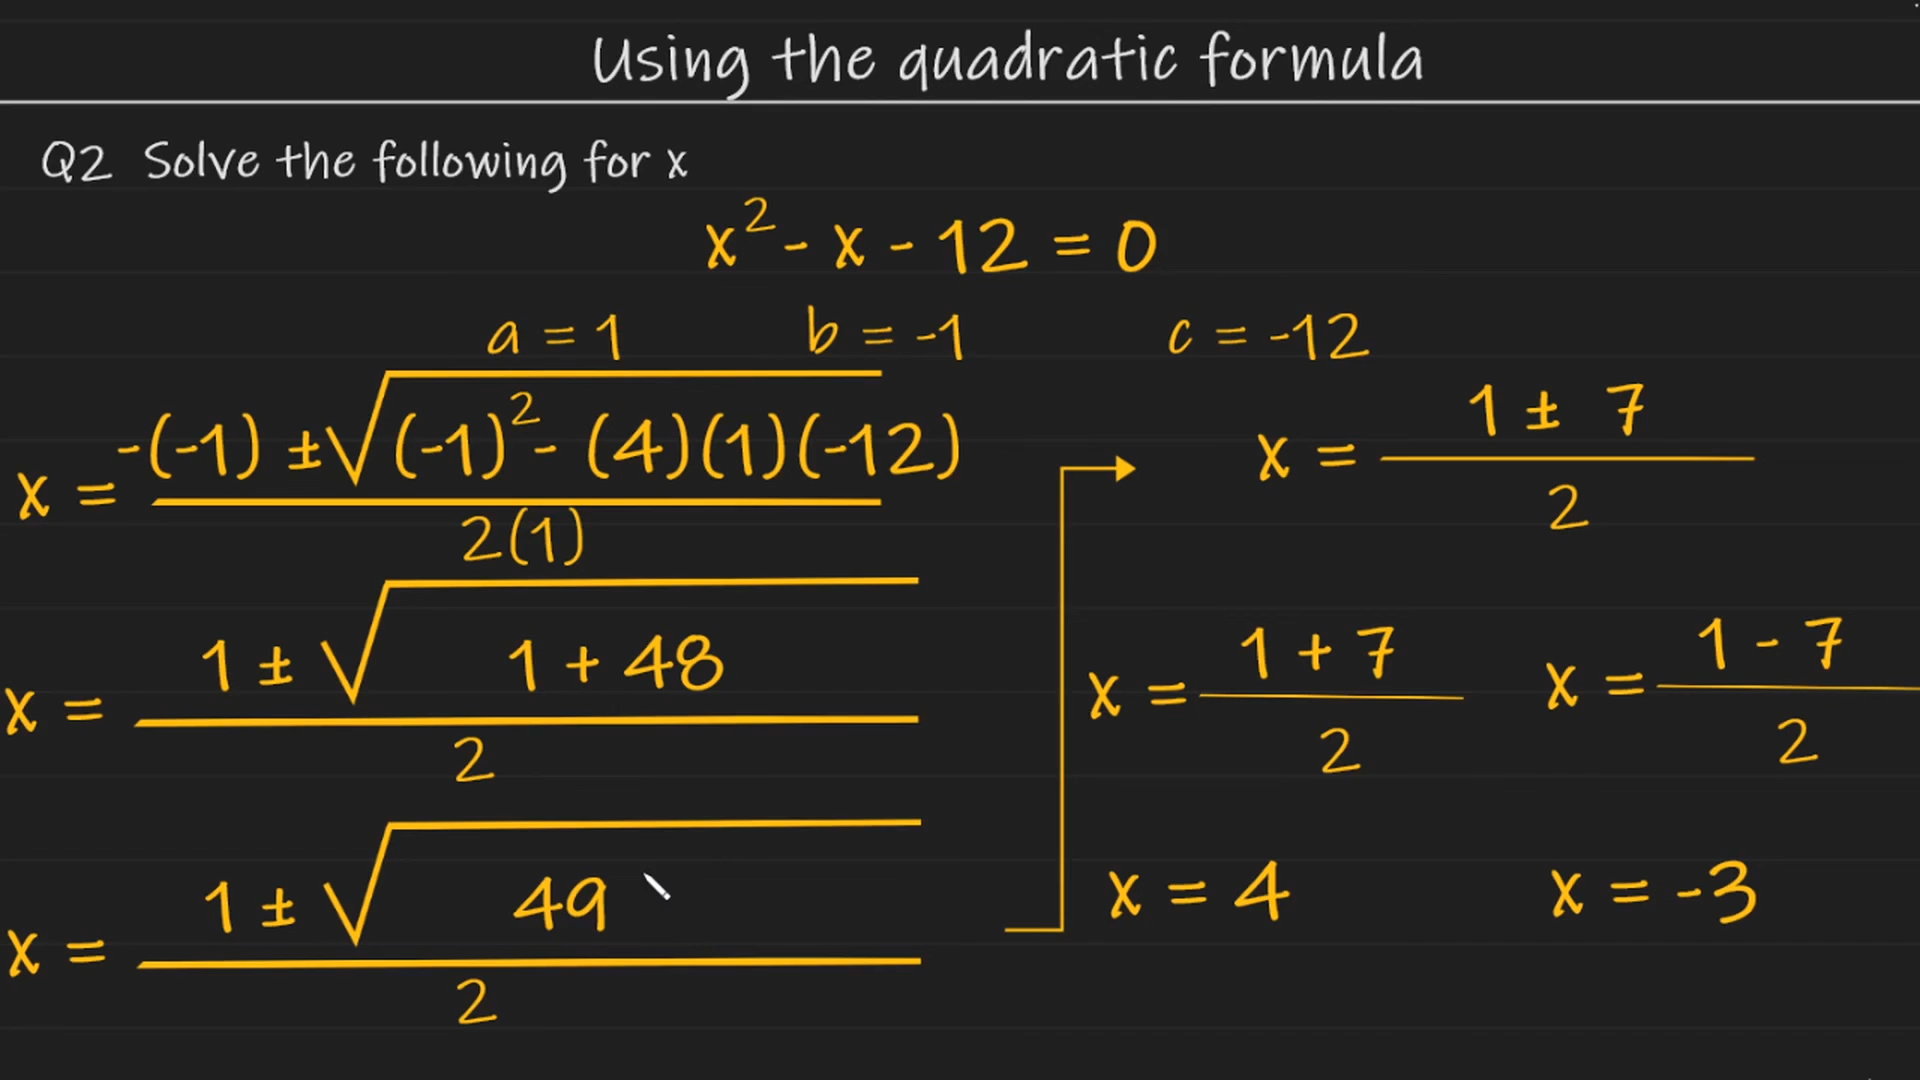 Using the quadratic formula
Q2 Solve the following for x
x² - x - 12 = 0
a = 1 b = -1 c = -12
x = -(-1) ±√(-1)² - (4)(1)(-12)
2(1)
x = 1 ± √ 1 + 48
2
x = 1 ± √ 49
2
x = 1 ± 7
2
x = 1 + 7
2
x = 1 - 7
2
x = 4 x = -3